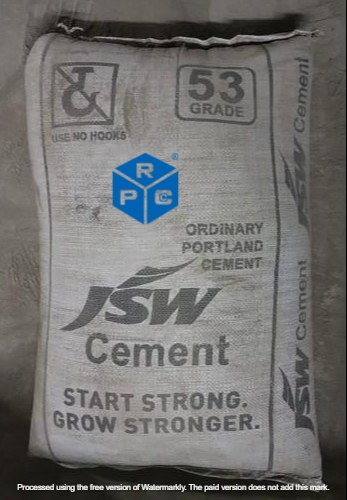 USE NO HOOKS
53
GRADE
R
P C
®
ORDINARY
PORTLAND
CEMENT
JSW
Cement
START STRONG.
GROW STRONGER.
JSW Cement
JSW Cement
Processed using the free version of Watermarkly. The paid version does not add this mark.